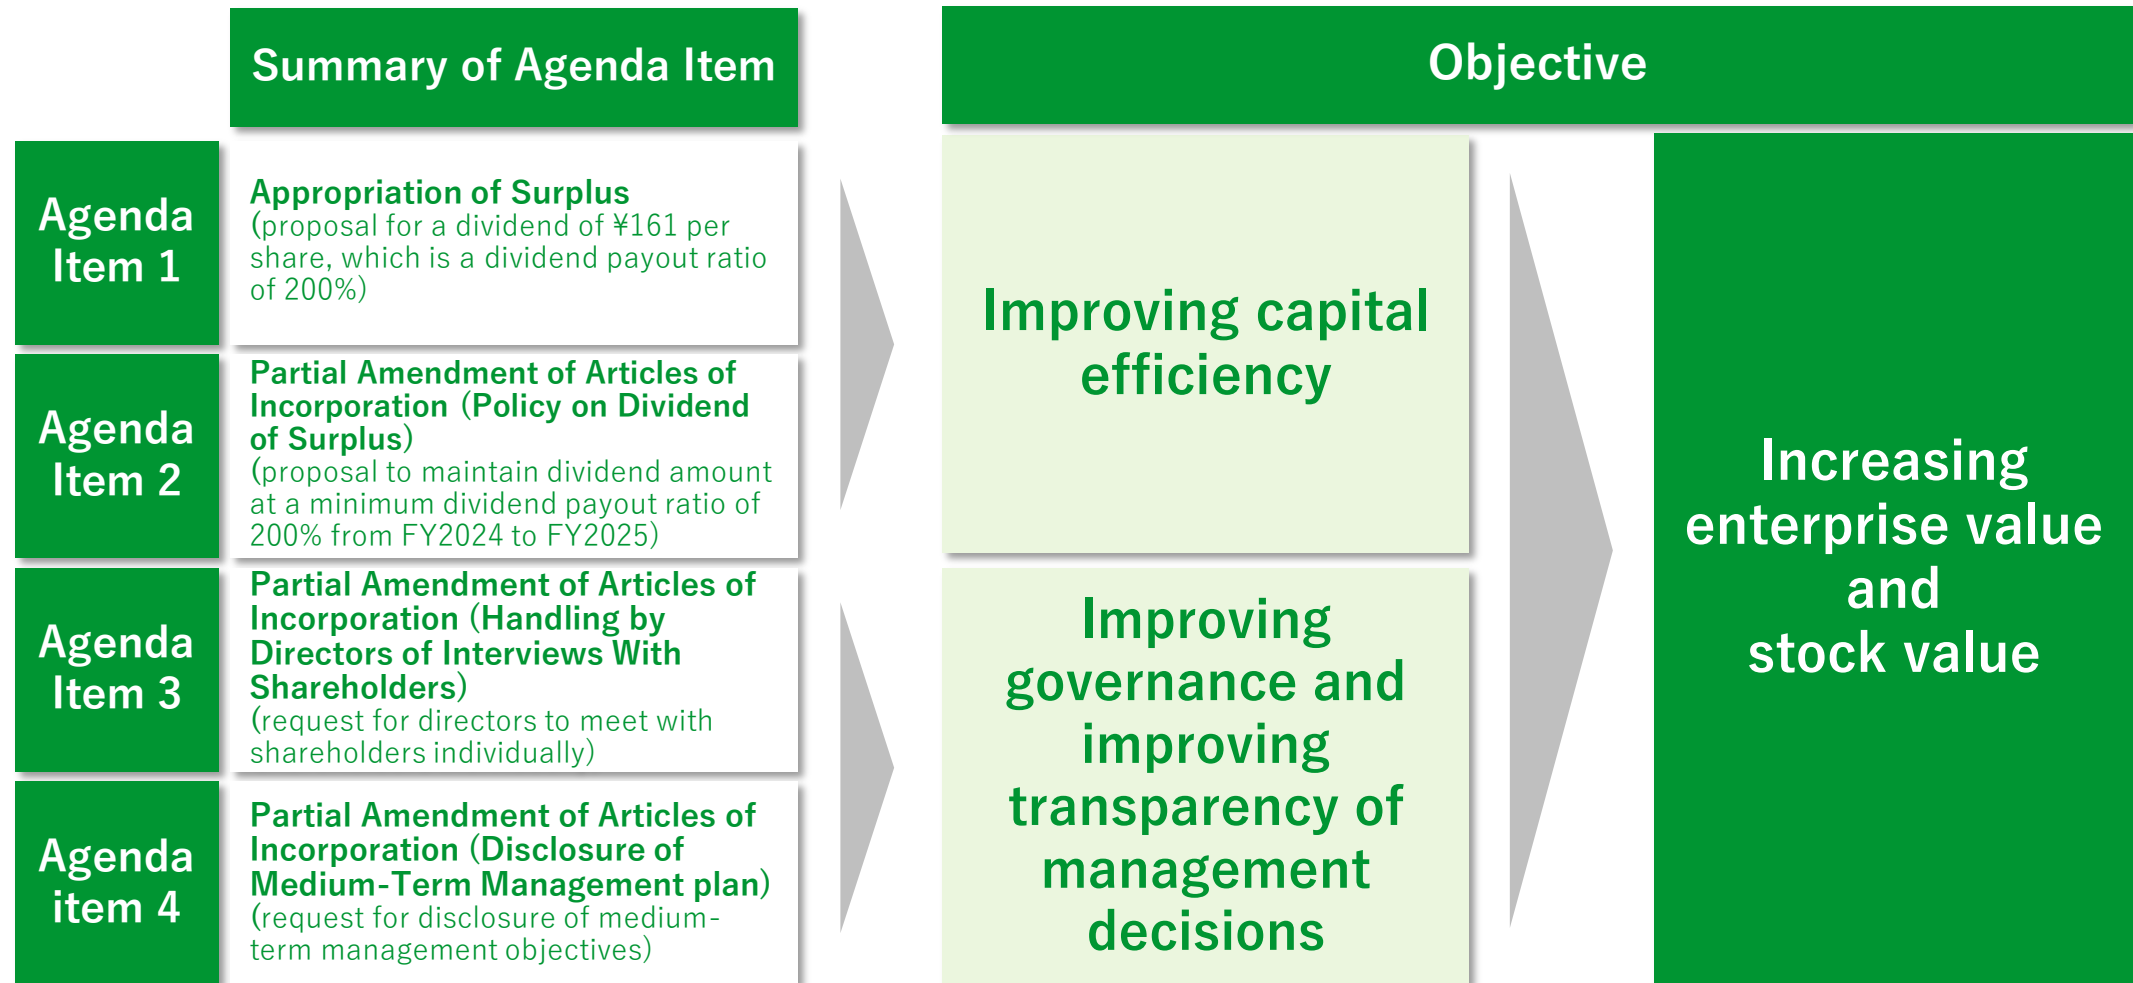 Summary of Agenda Item
Objective
Agenda
Item 1
Appropriation of Surplus
(proposal for a dividend of ¥161 per
share, which is a dividend payout ratio
of 200%)
Agenda
Item 2
Partial Amendment of Articles of
Incorporation (Policy on Dividend
of Surplus)
(proposal to maintain dividend amount
at a minimum dividend payout ratio of
200% from FY2024 to FY2025)
Improving capital
efficiency
Agenda
Item 3
Partial Amendment of Articles of
Incorporation (Handling by
Directors of Interviews With
Shareholders)
(request for directors to meet with
shareholders individually)
Agenda
item 4
Partial Amendment of Articles of
Incorporation (Disclosure of
Medium-Term Management plan)
(request for disclosure of medium-
term management objectives)
Improving
governance and
improving
transparency of
management
decisions
Increasing
enterprise value
and
stock value